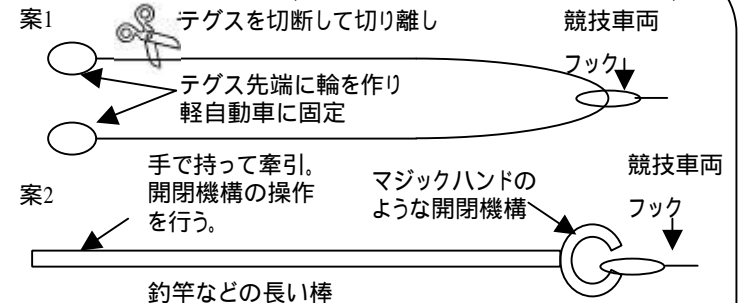 案1
テグスを切断して切り離し
競技車両
フック
テグス先端に輪を作り
軽自動車に固定
案2
手で持って牽引。
開閉機構の操作
を行う。
マジックハンドの
ような開閉機構
競技車両
フック
釣竿などの長い棒